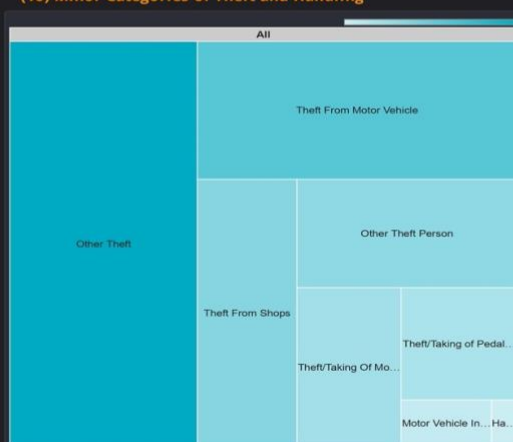 (10) Minor Categories of Theft and Handling
All
Theft From Motor Vehicle
Other Theft Person
Other Theft
Theft From Shops
Theft/Taking of Pedal...
Theft/Taking Of Mo...
Motor Vehicle In...
Ha...